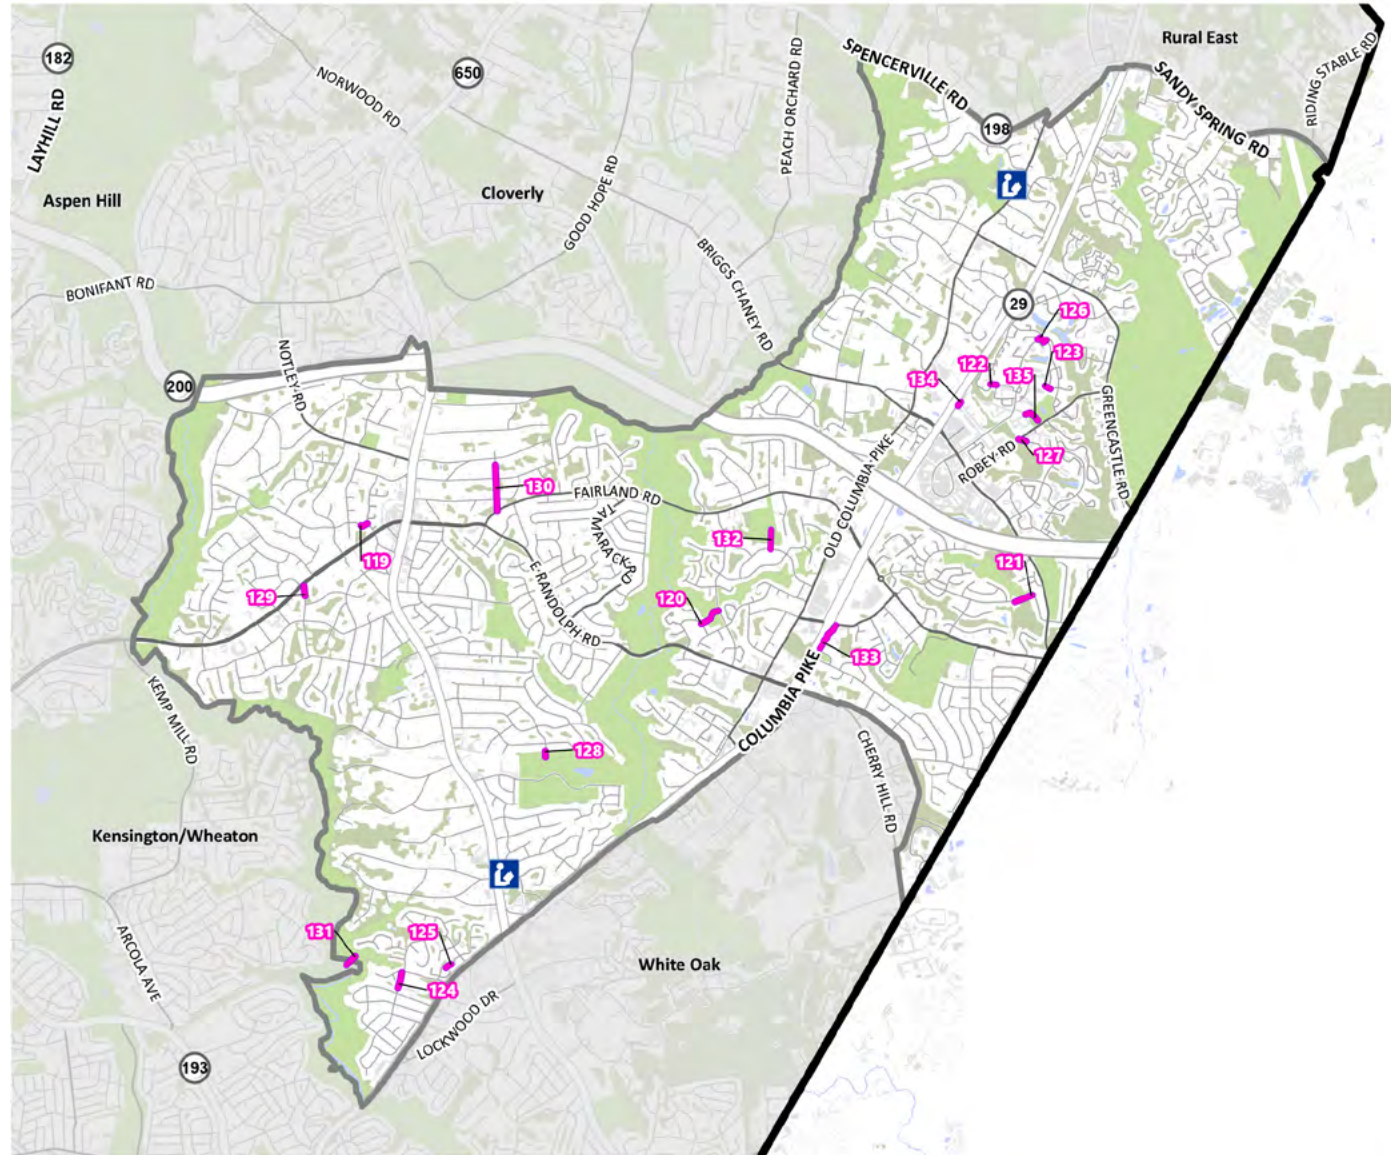 Rural East
182
650
NORWOOD RD
LAYHILL RD
PEACH ORCHARD RD
SPENCERVILLE RD
SANDY SPRING RD
RIDING STABLE RD
198
Aspen Hill
Cloverly
GOOD HOPE RD
BRIGGS CHANEY RD
BONIFANT RD
29
126
123
122
135
134
127
NOTLEY RD
200
GREENCASTLE RD
ROBEY RD
OLD COLUMBIA PIKE
130
FAIRLAND RD
TAMARACK RD
132
119
121
129
E RANDOLPH RD
120
133
COLUMBIA PIKE
KEMP MILL RD
128
CHERRY HILL RD
Kensington/Wheaton
ARCOLA AVE
131
125
124
White Oak
LOCKWOOD DR
193